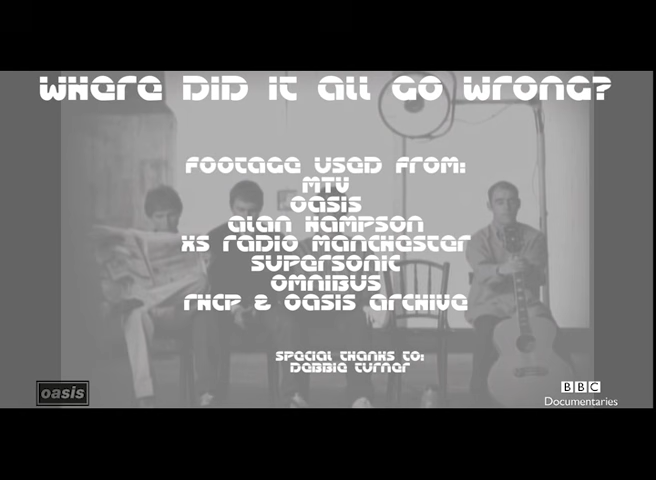 WHERE DID IT ALL GO WRONG?
FOOTAGE USED FROM:
MTV
OASIS
ALAN HAMPSON
XS RADIO MANCHESTER
SUPERSONIC
OMNIBUS
RHCP & OASIS ARCHIVE
SPECIAL THANKS TO:
DEBBIE TURNER
oasis
BBC
Documentaries